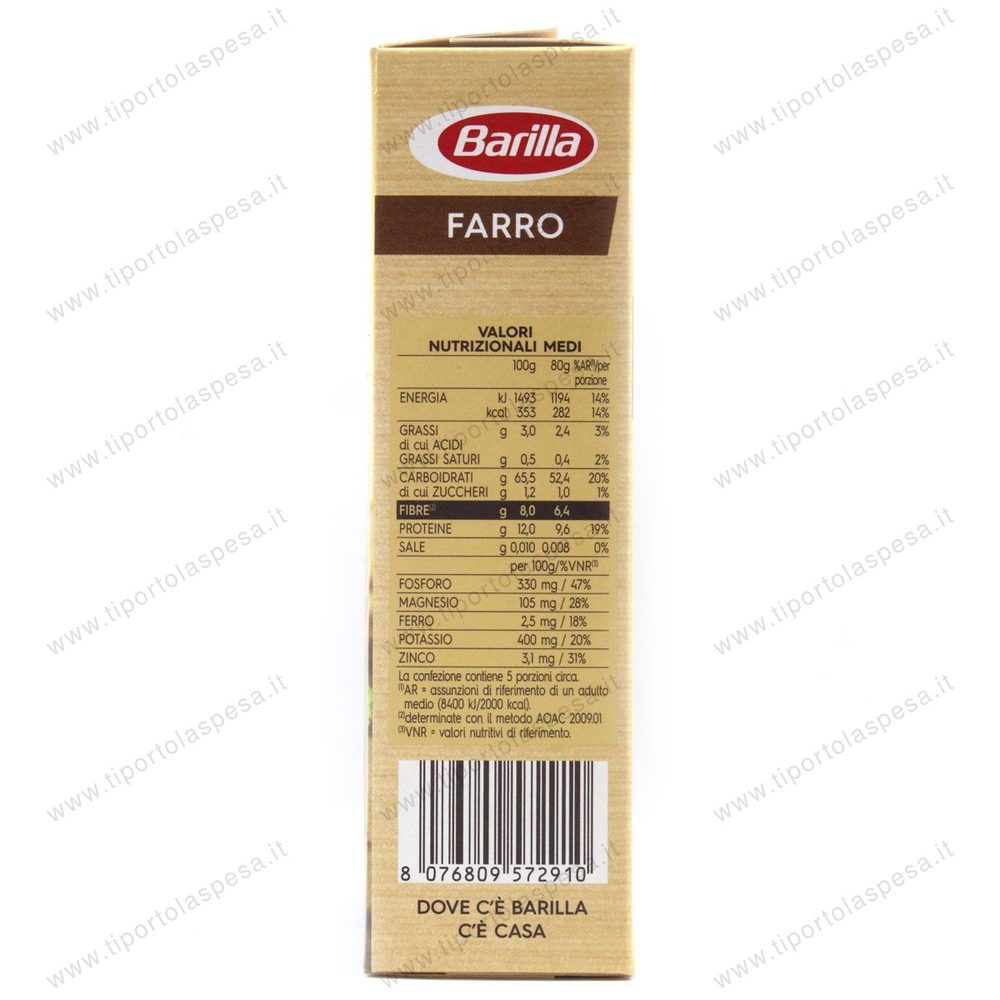 Barilla
FARRO
VALORI
NUTRIZIONALI MEDI
100g 80g %AR⁽¹⁾/per
porzione
ENERGIA kJ 1493 1194 14%
kcal 353 282 14%
GRASSI g 3,0 2,4 3%
di cui ACIDI
GRASSI SATURI g 0,5 0,4 2%
CARBOIDRATI g 65,5 52,4 20%
di cui ZUCCHERI g 1,2 1,0 1%
FIBRE⁽²⁾ g 8,0 6,4
PROTEINE g 12,0 9,6 19%
SALE g 0,010 0,008 0%
per 100g/%VNR⁽³⁾
FOSFORO 330 mg / 47%
MAGNESIO 105 mg / 28%
FERRO 2,5 mg / 18%
POTASSIO 400 mg / 20%
ZINCO 3,1 mg / 31%
La confezione contiene 5 porzioni circa.
⁽¹⁾AR = assunzioni di riferimento di un adulto
medio (8400 kJ/2000 kcal).
⁽²⁾determinate con il metodo AOAC 2009.01
⁽³⁾VNR = valori nutritivi di riferimento.
8 076809 572910
DOVE C'È BARILLA
C'È CASA
www.tiportolaspesa.it